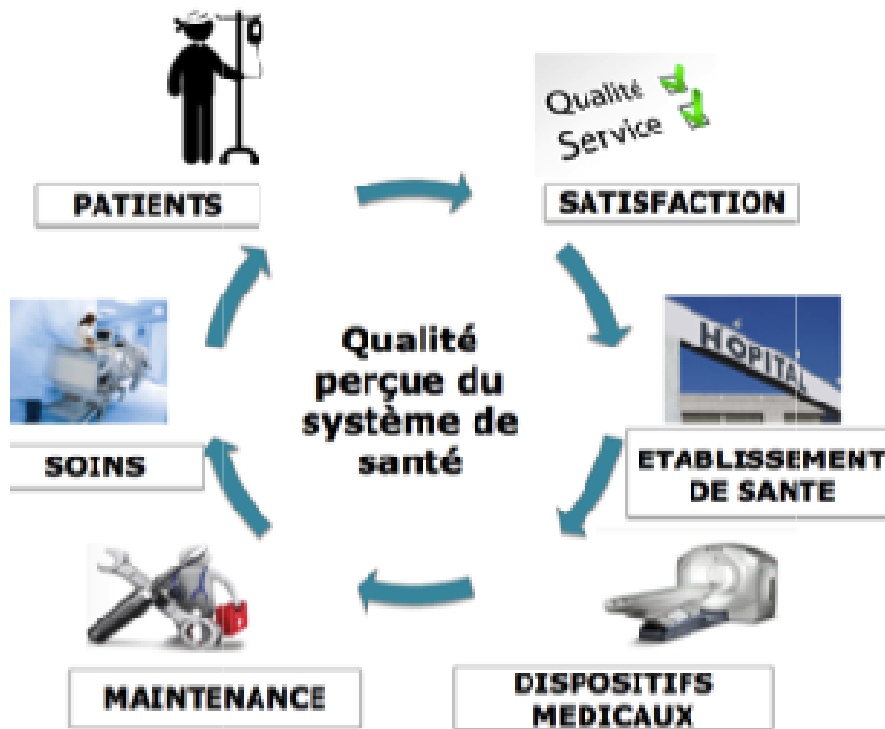 Qualité
Service
PATIENTS
SATISFACTION
HOPITAL
Qualité
perçue du
système de
santé
SOINS
ETABLISSEMENT
DE SANTE
MAINTENANCE
DISPOSITIFS
MEDICAUX